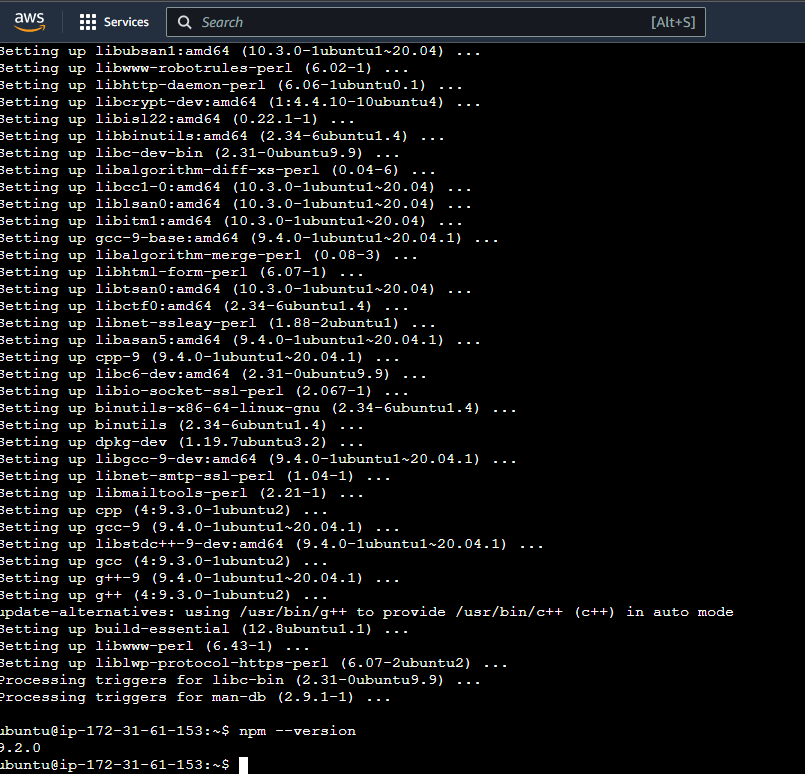 aws
Services
Search
[Alt+S]
Setting up libubsan1:amd64 (10.3.0-1ubuntu1~20.04) ...
Setting up libwww-robotrules-perl (6.02-1) ...
Setting up libhttp-daemon-perl (6.06-1ubuntu0.1) ...
Setting up libcrypt-dev:amd64 (1:4.4.10-10ubuntu4) ...
Setting up libisl22:amd64 (0.22.1-1) ...
Setting up libbinutils:amd64 (2.34-6ubuntu1.4) ...
Setting up libc-dev-bin (2.31-0ubuntu9.9) ...
Setting up libalgorithm-diff-xs-perl (0.04-6) ...
Setting up libcc1-0:amd64 (10.3.0-1ubuntu1~20.04) ...
Setting up liblsan0:amd64 (10.3.0-1ubuntu1~20.04) ...
Setting up libitm1:amd64 (10.3.0-1ubuntu1~20.04) ...
Setting up gcc-9-base:amd64 (9.4.0-1ubuntu1~20.04.1) ...
Setting up libalgorithm-merge-perl (0.08-3) ...
Setting up libhtml-form-perl (6.07-1) ...
Setting up libtsan0:amd64 (10.3.0-1ubuntu1~20.04) ...
Setting up libctf0:amd64 (2.34-6ubuntu1.4) ...
Setting up libnet-ssleay-perl (1.88-2ubuntu1) ...
Setting up libasan5:amd64 (9.4.0-1ubuntu1~20.04.1) ...
Setting up cpp-9 (9.4.0-1ubuntu1~20.04.1) ...
Setting up libc6-dev:amd64 (2.31-0ubuntu9.9) ...
Setting up libio-socket-ssl-perl (2.067-1) ...
Setting up binutils-x86-64-linux-gnu (2.34-6ubuntu1.4) ...
Setting up binutils (2.34-6ubuntu1.4) ...
Setting up dpkg-dev (1.19.7ubuntu3.2) ...
Setting up libgcc-9-dev:amd64 (9.4.0-1ubuntu1~20.04.1) ...
Setting up libnet-smtp-ssl-perl (1.04-1) ...
Setting up libmailtools-perl (2.21-1) ...
Setting up cpp (4:9.3.0-1ubuntu2) ...
Setting up gcc-9 (9.4.0-1ubuntu1~20.04.1) ...
Setting up libstdc++-9-dev:amd64 (9.4.0-1ubuntu1~20.04.1) ...
Setting up gcc (4:9.3.0-1ubuntu2) ...
Setting up g++-9 (9.4.0-1ubuntu1~20.04.1) ...
Setting up g++ (4:9.3.0-1ubuntu2) ...
update-alternatives: using /usr/bin/g++ to provide /usr/bin/c++ (c++) in auto mode
Setting up build-essential (12.8ubuntu1.1) ...
Setting up libwww-perl (6.43-1) ...
Setting up liblwp-protocol-https-perl (6.07-2ubuntu2) ...
Processing triggers for libc-bin (2.31-0ubuntu9.9) ...
Processing triggers for man-db (2.9.1-1) ...
ubuntu@ip-172-31-61-153:~$ npm --version
9.2.0
ubuntu@ip-172-31-61-153:~$